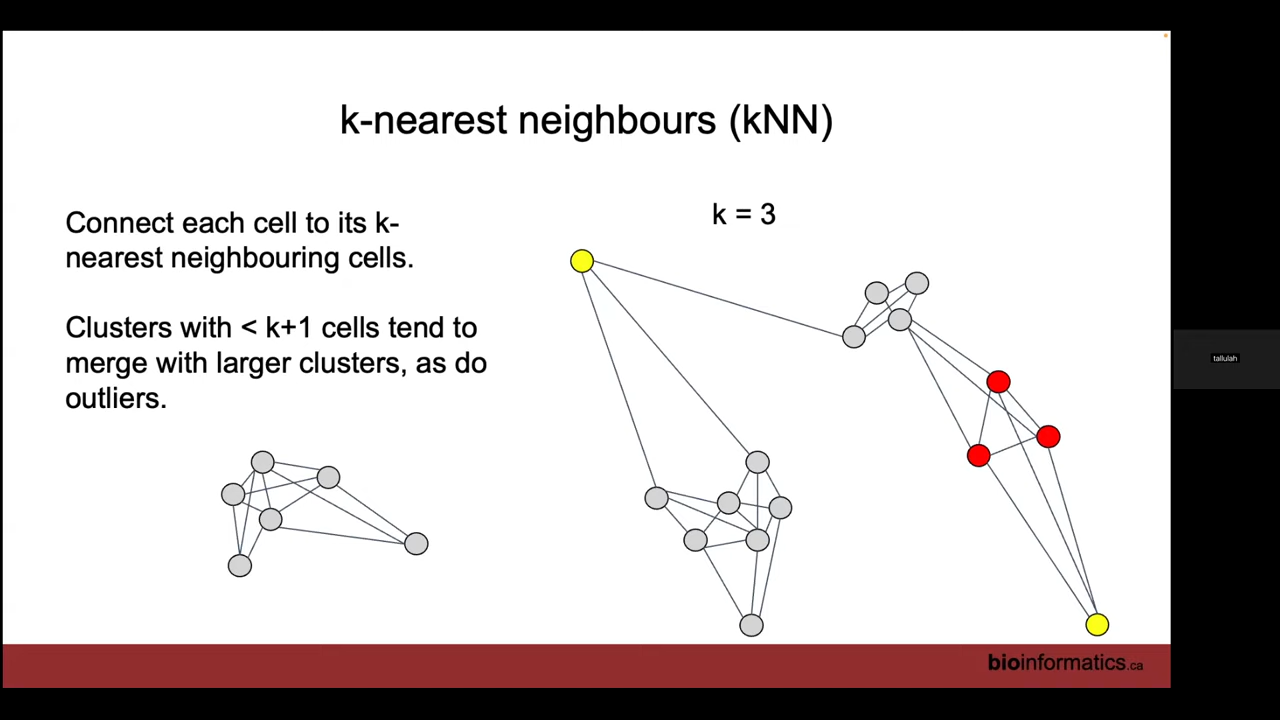 k-nearest neighbours (kNN)
Connect each cell to its k-
nearest neighbouring cells.
Clusters with < k+1 cells tend to
merge with larger clusters, as do
outliers.
k = 3
tallulah
bioinformatics.ca